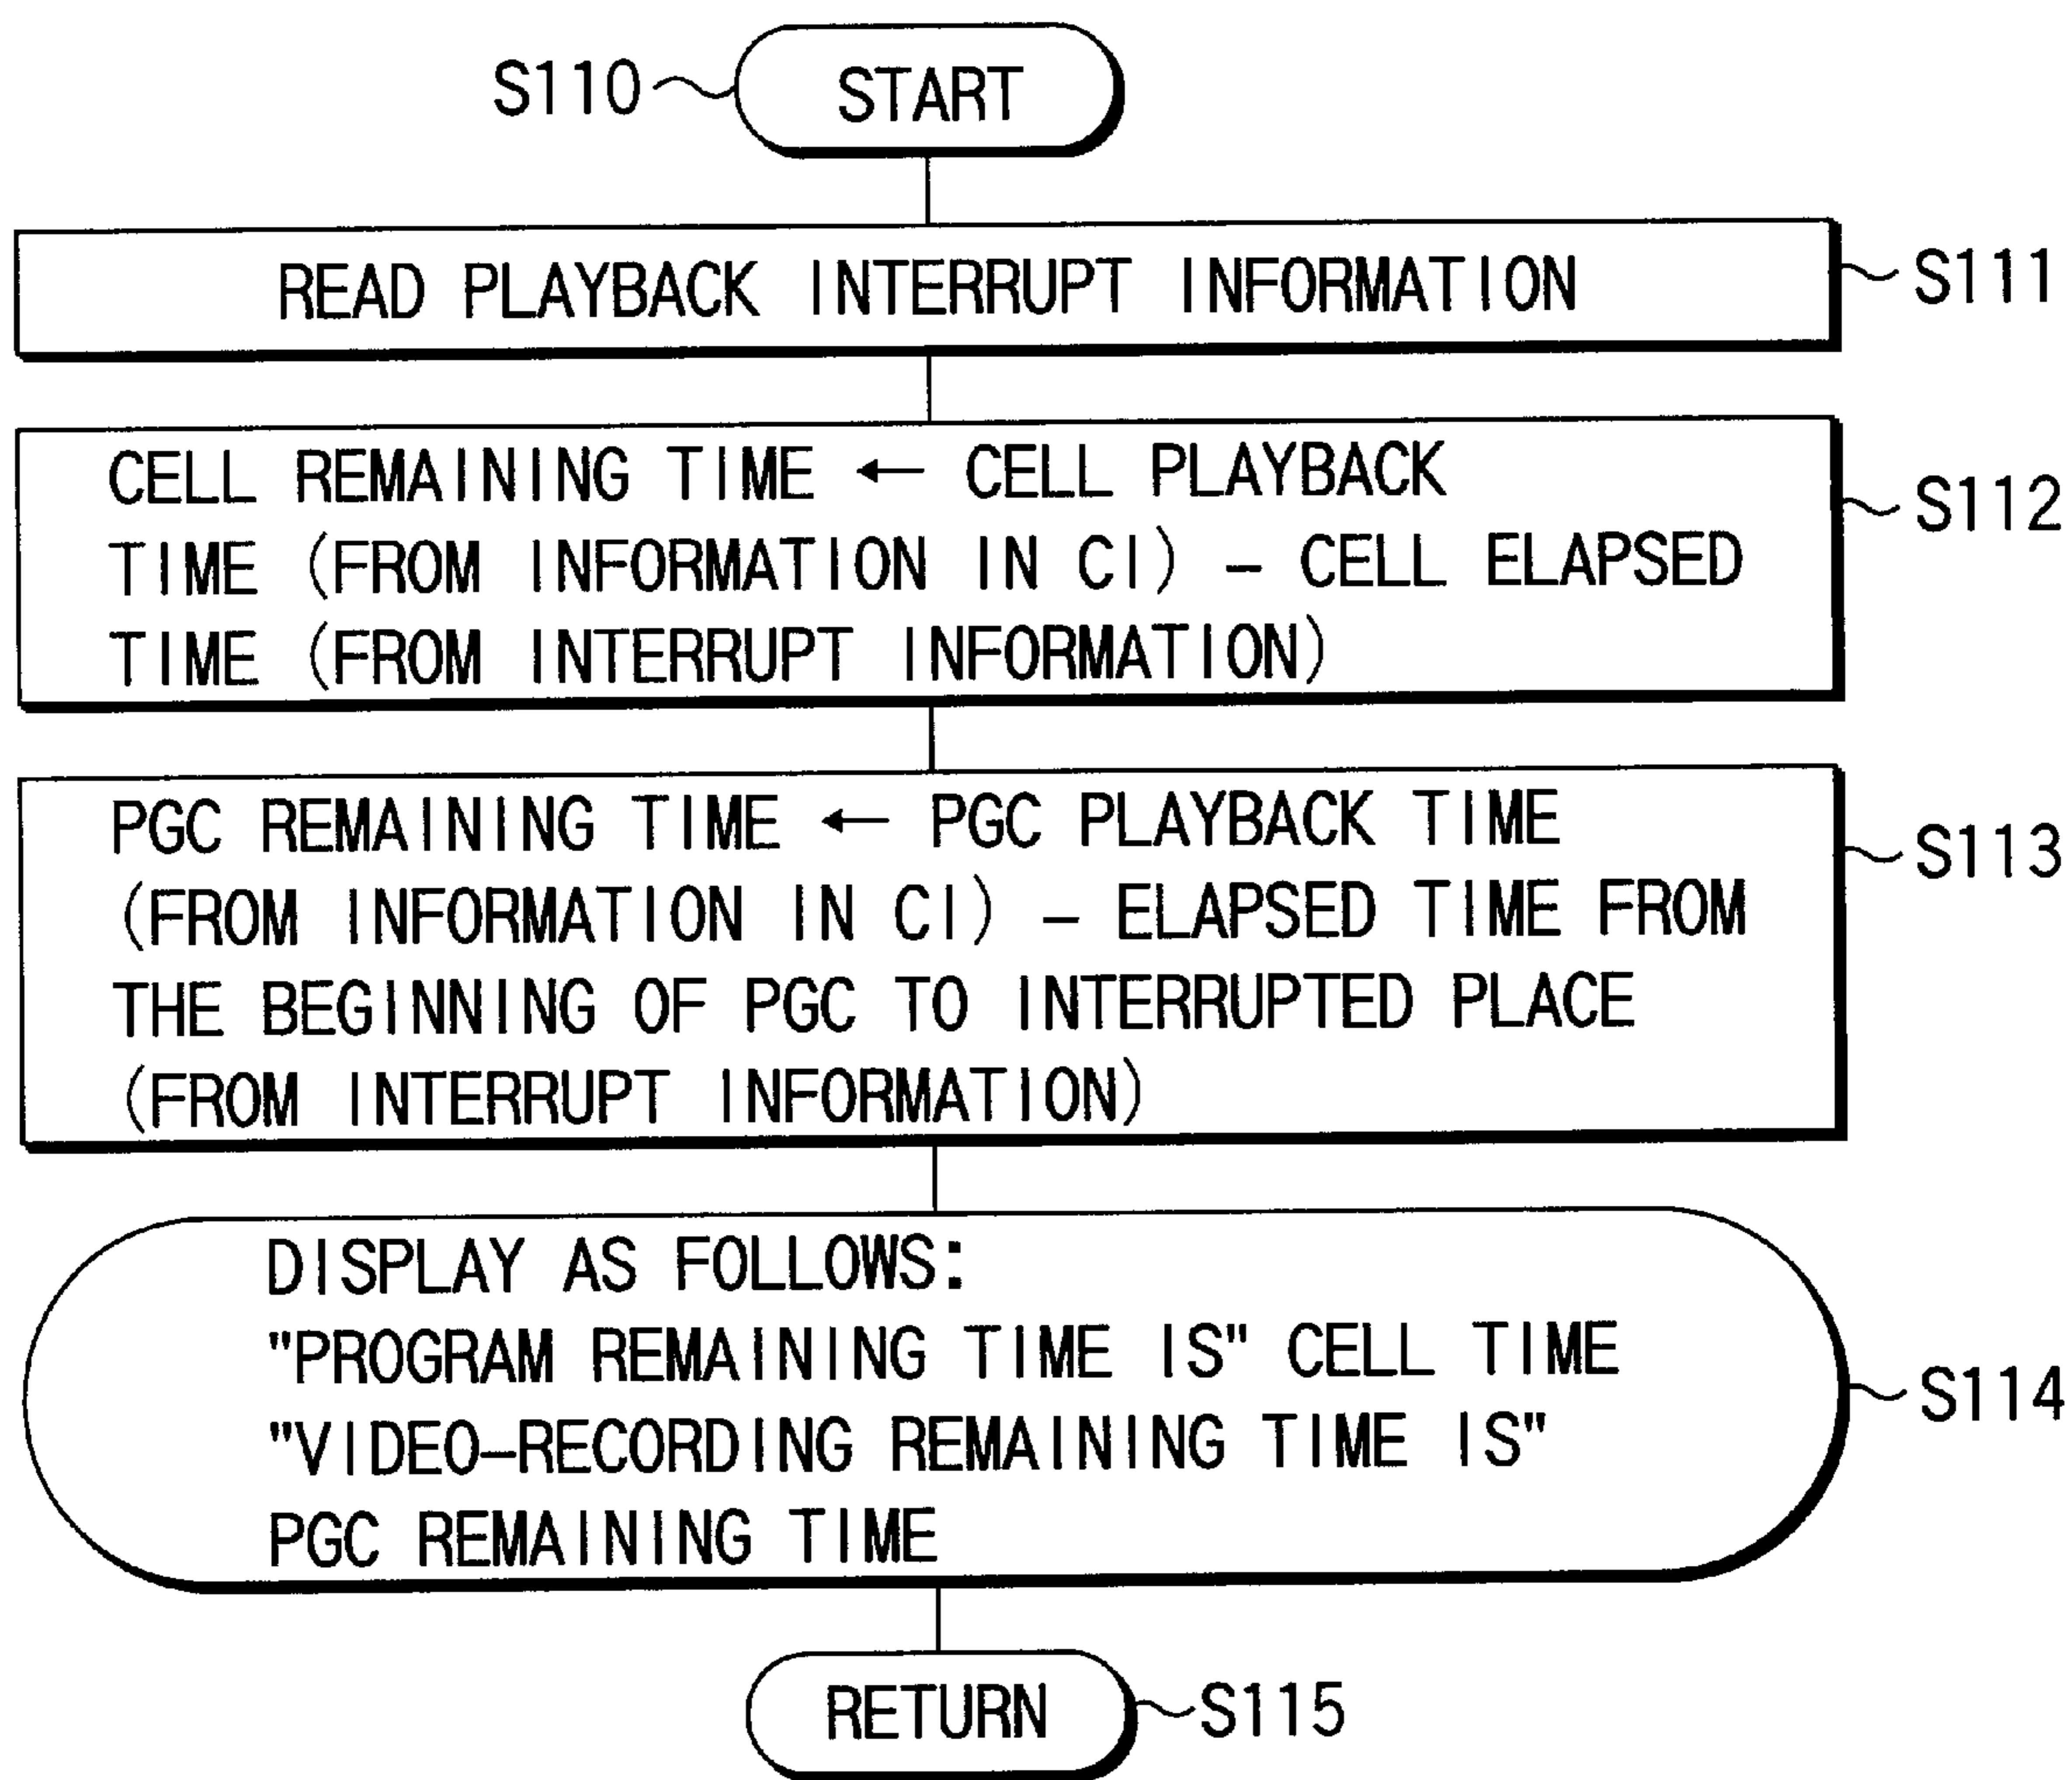 S110
START
READ PLAYBACK INTERRUPT INFORMATION
S111
CELL REMAINING TIME ← CELL PLAYBACK
TIME (FROM INFORMATION IN CI) – CELL ELAPSED
TIME (FROM INTERRUPT INFORMATION)
S112
PGC REMAINING TIME ← PGC PLAYBACK TIME
(FROM INFORMATION IN CI) – ELAPSED TIME FROM
THE BEGINNING OF PGC TO INTERRUPTED PLACE
(FROM INTERRUPT INFORMATION)
S113
DISPLAY AS FOLLOWS:
"PROGRAM REMAINING TIME IS" CELL TIME
"VIDEO–RECORDING REMAINING TIME IS"
PGC REMAINING TIME
S114
RETURN
S115